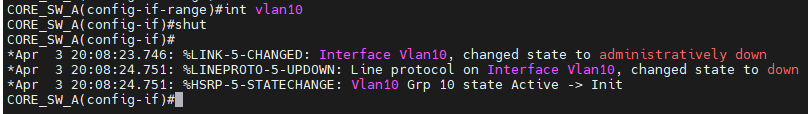 CORE_SW_A(config-if-range)#int vlan10
CORE_SW_A(config-if)#shut
CORE_SW_A(config-if)#
*Apr  3 20:08:23.746: %LINK-5-CHANGED: Interface Vlan10, changed state to administratively down
*Apr  3 20:08:24.751: %LINEPROTO-5-UPDOWN: Line protocol on Interface Vlan10, changed state to down
*Apr  3 20:08:24.751: %HSRP-5-STATECHANGE: Vlan10 Grp 10 state Active -> Init
CORE_SW_A(config-if)#